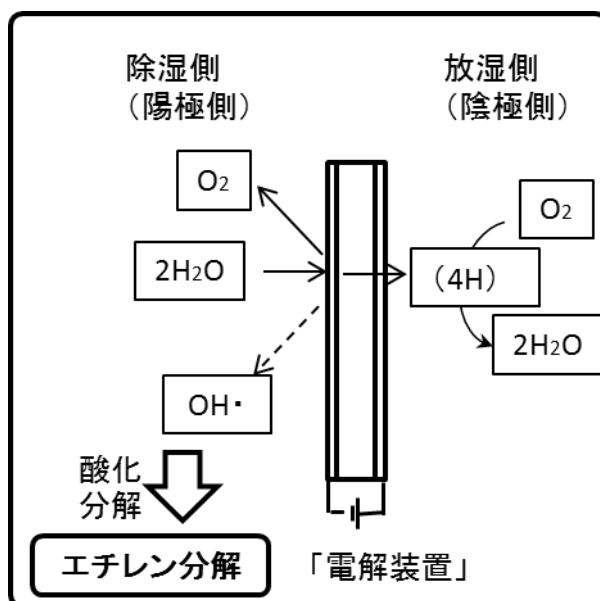 除湿側
（陽極側）
放湿側
（陰極側）
O₂
O₂
2H₂O
（4H）
2H₂O
OH・
酸化
分解
エチレン分解
「電解装置」